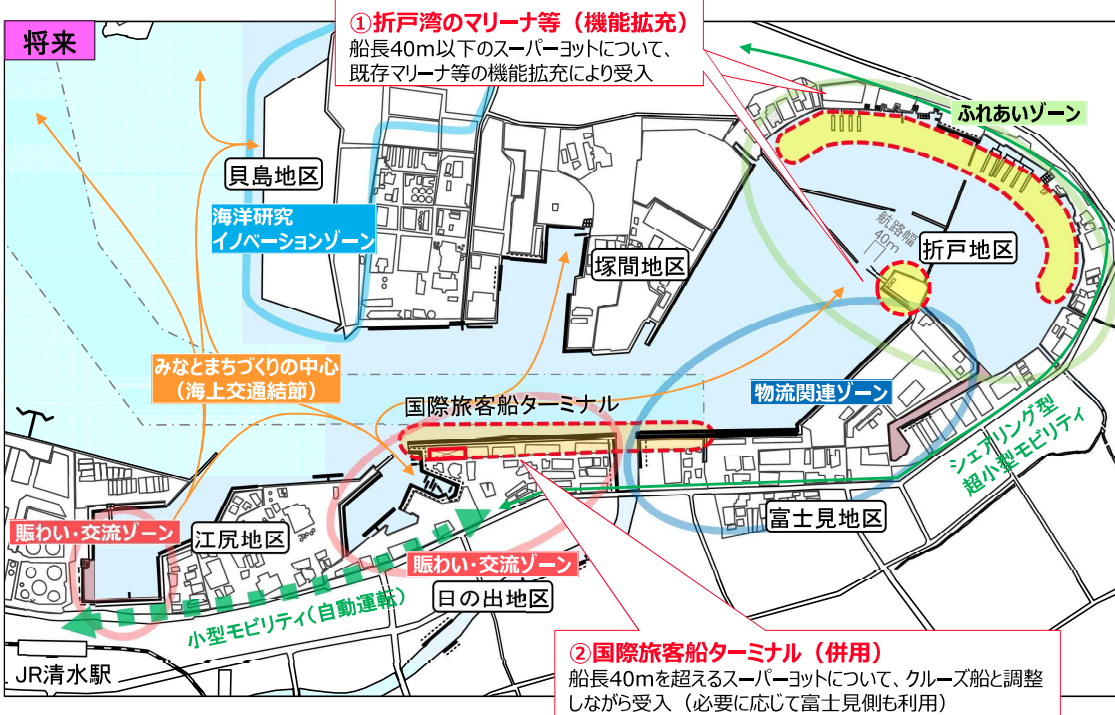 将来
①折戸湾のマリーナ等（機能拡充）
船長40m以下のスーパーヨットについて、
既存マリーナ等の機能拡充により受入
ふれあいゾーン
貝島地区
海洋研究
イノベーションゾーン
塚間地区
航路幅
40m
折戸地区
みなとまちづくりの中心
（海上交通結節）
国際旅客船ターミナル
物流関連ゾーン
シェアリング型
超小型モビリティ
富士見地区
賑わい・交流ゾーン
江尻地区
賑わい・交流ゾーン
日の出地区
小型モビリティ（自動運転）
JR清水駅
②国際旅客船ターミナル（併用）
船長40mを超えるスーパーヨットについて、クルーズ船と調整
しながら受入（必要に応じて富士見側も利用）